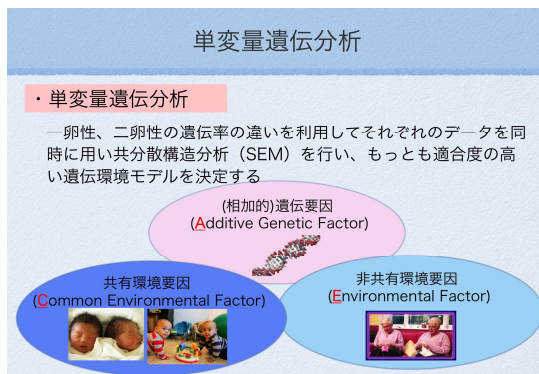 単変量遺伝分析
・単変量遺伝分析
一卵性、二卵性の遺伝率の違いを利用してそれぞれのデータを同
時に用い共分散構造分析（SEM）を行い、もっとも適合度の高
い遺伝環境モデルを決定する
(相加的)遺伝要因
(Additive Genetic Factor)
共有環境要因
(Common Environmental Factor)
非共有環境要因
(Environmental Factor)